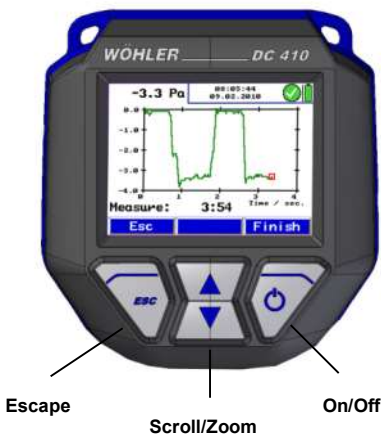 WÖHLER DC 410
-3.3 Pa
08:05:44
09.02.2010
0.0
-1.0
-2.0
-3.0
-4.0
0 1 2 3 4
Time / sec.
Measure: 3:54
Esc Finish
ESC
Escape
On/Off
Scroll/Zoom